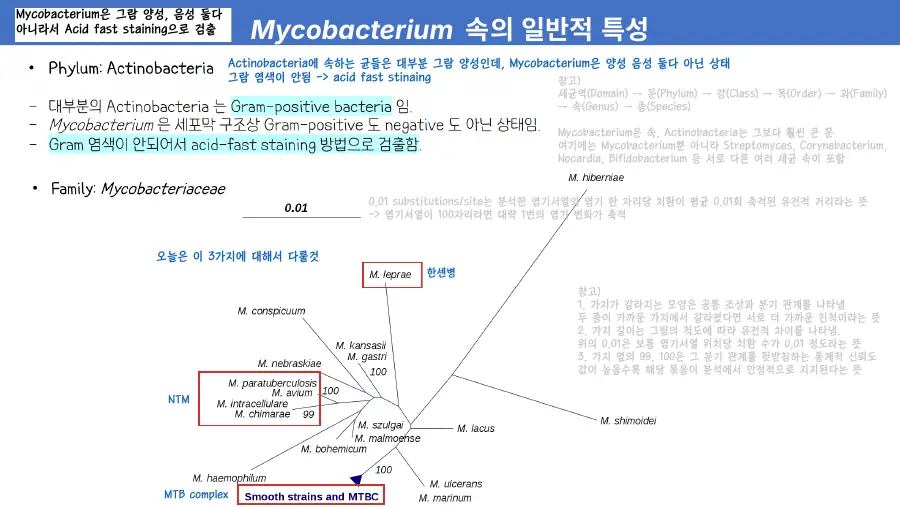 Mycobacterium은 그람 양성, 음성 둘다
아니라서 Acid fast staining으로 검출
Mycobacterium 속의 일반적 특성
• Phylum: Actinobacteria
Actinobacteria에 속하는 균들은 대부분 그람 양성인데, Mycobacterium은 양성 음성 둘다 아닌 상태
그람 염색이 안됨 -> acid fast stinaing
- 대부분의 Actinobacteria 는 Gram-positive bacteria 임.
- Mycobacterium 은 세포막 구조상 Gram-positive 도 negative 도 아닌 상태임.
- Gram 염색이 안되어서 acid-fast staining 방법으로 검출함.
참고)
세균역(Domain) → 문(Phylum) → 강(Class) → 목(Order) → 과(Family)
→ 속(Genus) → 종(Species)
Mycobacterium은 속, Actinobacteria는 그보다 훨씬 큰 문
여기에는 Mycobacterium뿐 아니라 Streptomyces, Corynebacterium,
Nocardia, Bifidobacterium 등 서로 다른 여러 세균 속이 포함
• Family: Mycobacteriaceae
M. hiberniae
0.01
0.01 substitutions/site는 분석한 염기서열의 염기 한 자리당 치환이 평균 0.01회 축적된 유전적 거리라는 뜻
-> 염기서열이 100자리라면 대략 1번의 염기 변화가 축적
오늘은 이 3가지에 대해서 다룰것
M. leprae
한센병
참고)
1. 가지가 갈라지는 모양은 공통 조상과 분기 관계를 나타냄
두 종이 가까운 가지에서 갈라졌다면 서로 더 가까운 친척이라는 뜻
2. 가지 길이는 그림의 척도에 따라 유전적 차이를 나타냄.
위의 0.01은 보통 염기서열 위치당 치환 수가 0.01 정도라는 뜻
3. 가지 옆의 99, 100은 그 분기 관계를 뒷받침하는 통계적 신뢰도
값이 높을수록 해당 묶음이 분석에서 안정적으로 지지된다는 뜻
M. conspicuum
M. kansasii
M. gastri
100
M. nebraskiae
NTM
M. paratuberculosis
M. avium
100
M. intracellulare
M. chimarae
99
M. szulgai
M. malmoense
M. bohemicum
M. lacus
M. shimoidei
M. haemophilum
100
MTB complex
Smooth strains and MTBC
M. ulcerans
M. marinum